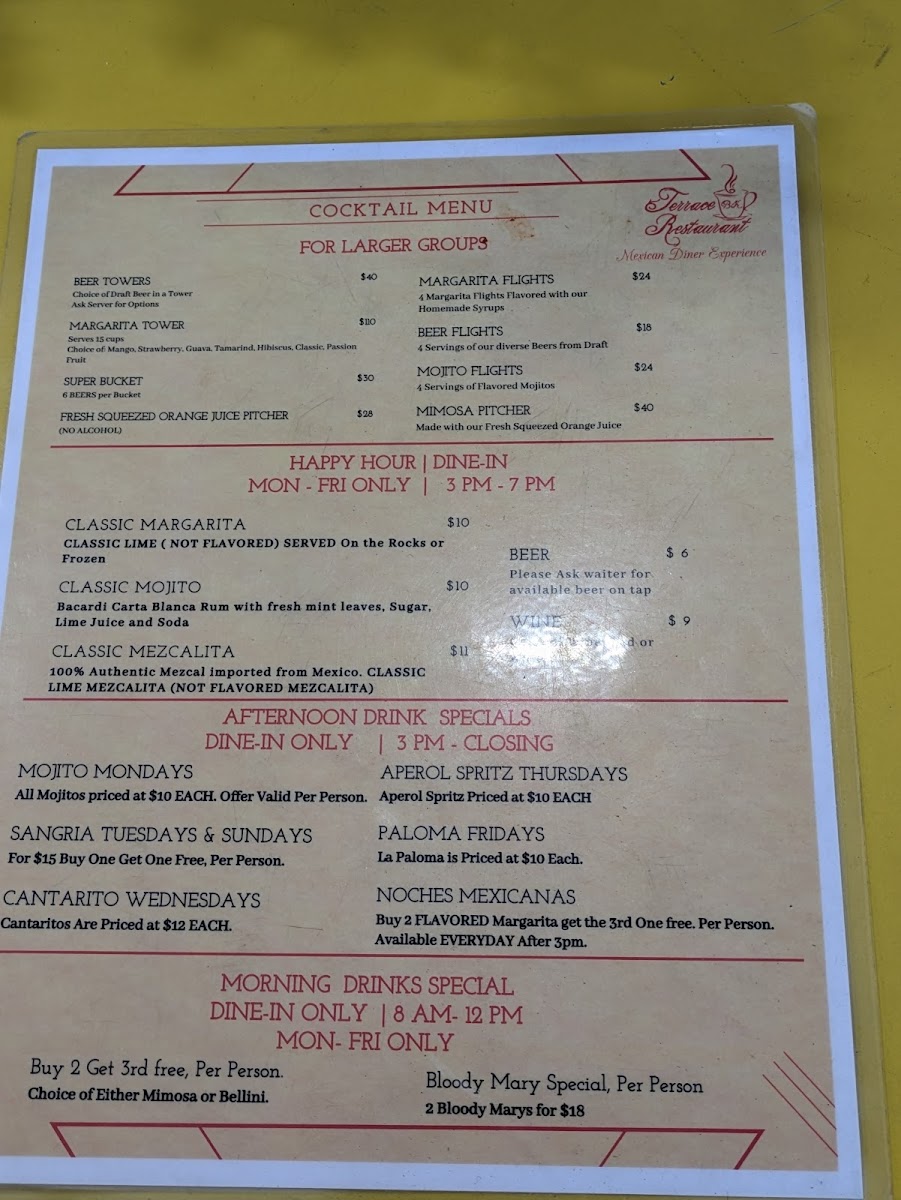 COCKTAIL MENU
Terrace
Restaurant
Mexican Diner Experience
FOR LARGER GROUPS
BEER TOWERS $40
Choice of Draft Beer in a Tower
Ask Server for Options
MARGARITA TOWER $110
Serves 15 cups
Choice of: Mango, Strawberry, Guava, Tamarind, Hibiscus, Classic, Passion
Fruit
SUPER BUCKET $30
6 BEERS per Bucket
FRESH SQUEEZED ORANGE JUICE PITCHER $28
(NO ALCOHOL)
MARGARITA FLIGHTS $24
4 Margarita Flights Flavored with our
Homemade Syrups
BEER FLIGHTS $18
4 Servings of our diverse Beers from Draft
MOJITO FLIGHTS $24
4 Servings of Flavored Mojitos
MIMOSA PITCHER $40
Made with our Fresh Squeezed Orange Juice
HAPPY HOUR | DINE-IN
MON - FRI ONLY | 3 PM - 7 PM
CLASSIC MARGARITA $10
CLASSIC LIME ( NOT FLAVORED) SERVED On the Rocks or
Frozen
CLASSIC MOJITO $10
Bacardi Carta Blanca Rum with fresh mint leaves, Sugar,
Lime Juice and Soda
CLASSIC MEZCALITA $11
100% Authentic Mezcal imported from Mexico. CLASSIC
LIME MEZCALITA (NOT FLAVORED MEZCALITA)
BEER $ 6
Please Ask waiter for
available beer on tap
WINE $ 9
or
AFTERNOON DRINK SPECIALS
DINE-IN ONLY | 3 PM - CLOSING
MOJITO MONDAYS
All Mojitos priced at $10 EACH. Offer Valid Per Person.
SANGRIA TUESDAYS & SUNDAYS
For $15 Buy One Get One Free, Per Person.
CANTARITO WEDNESDAYS
Cantaritos Are Priced at $12 EACH.
APEROL SPRITZ THURSDAYS
Aperol Spritz Priced at $10 EACH
PALOMA FRIDAYS
La Paloma is Priced at $10 Each.
NOCHES MEXICANAS
Buy 2 FLAVORED Margarita get the 3rd One free. Per Person.
Available EVERYDAY After 3pm.
MORNING DRINKS SPECIAL
DINE-IN ONLY | 8 AM- 12 PM
MON- FRI ONLY
Buy 2 Get 3rd free, Per Person.
Choice of Either Mimosa or Bellini.
Bloody Mary Special, Per Person
2 Bloody Marys for $18